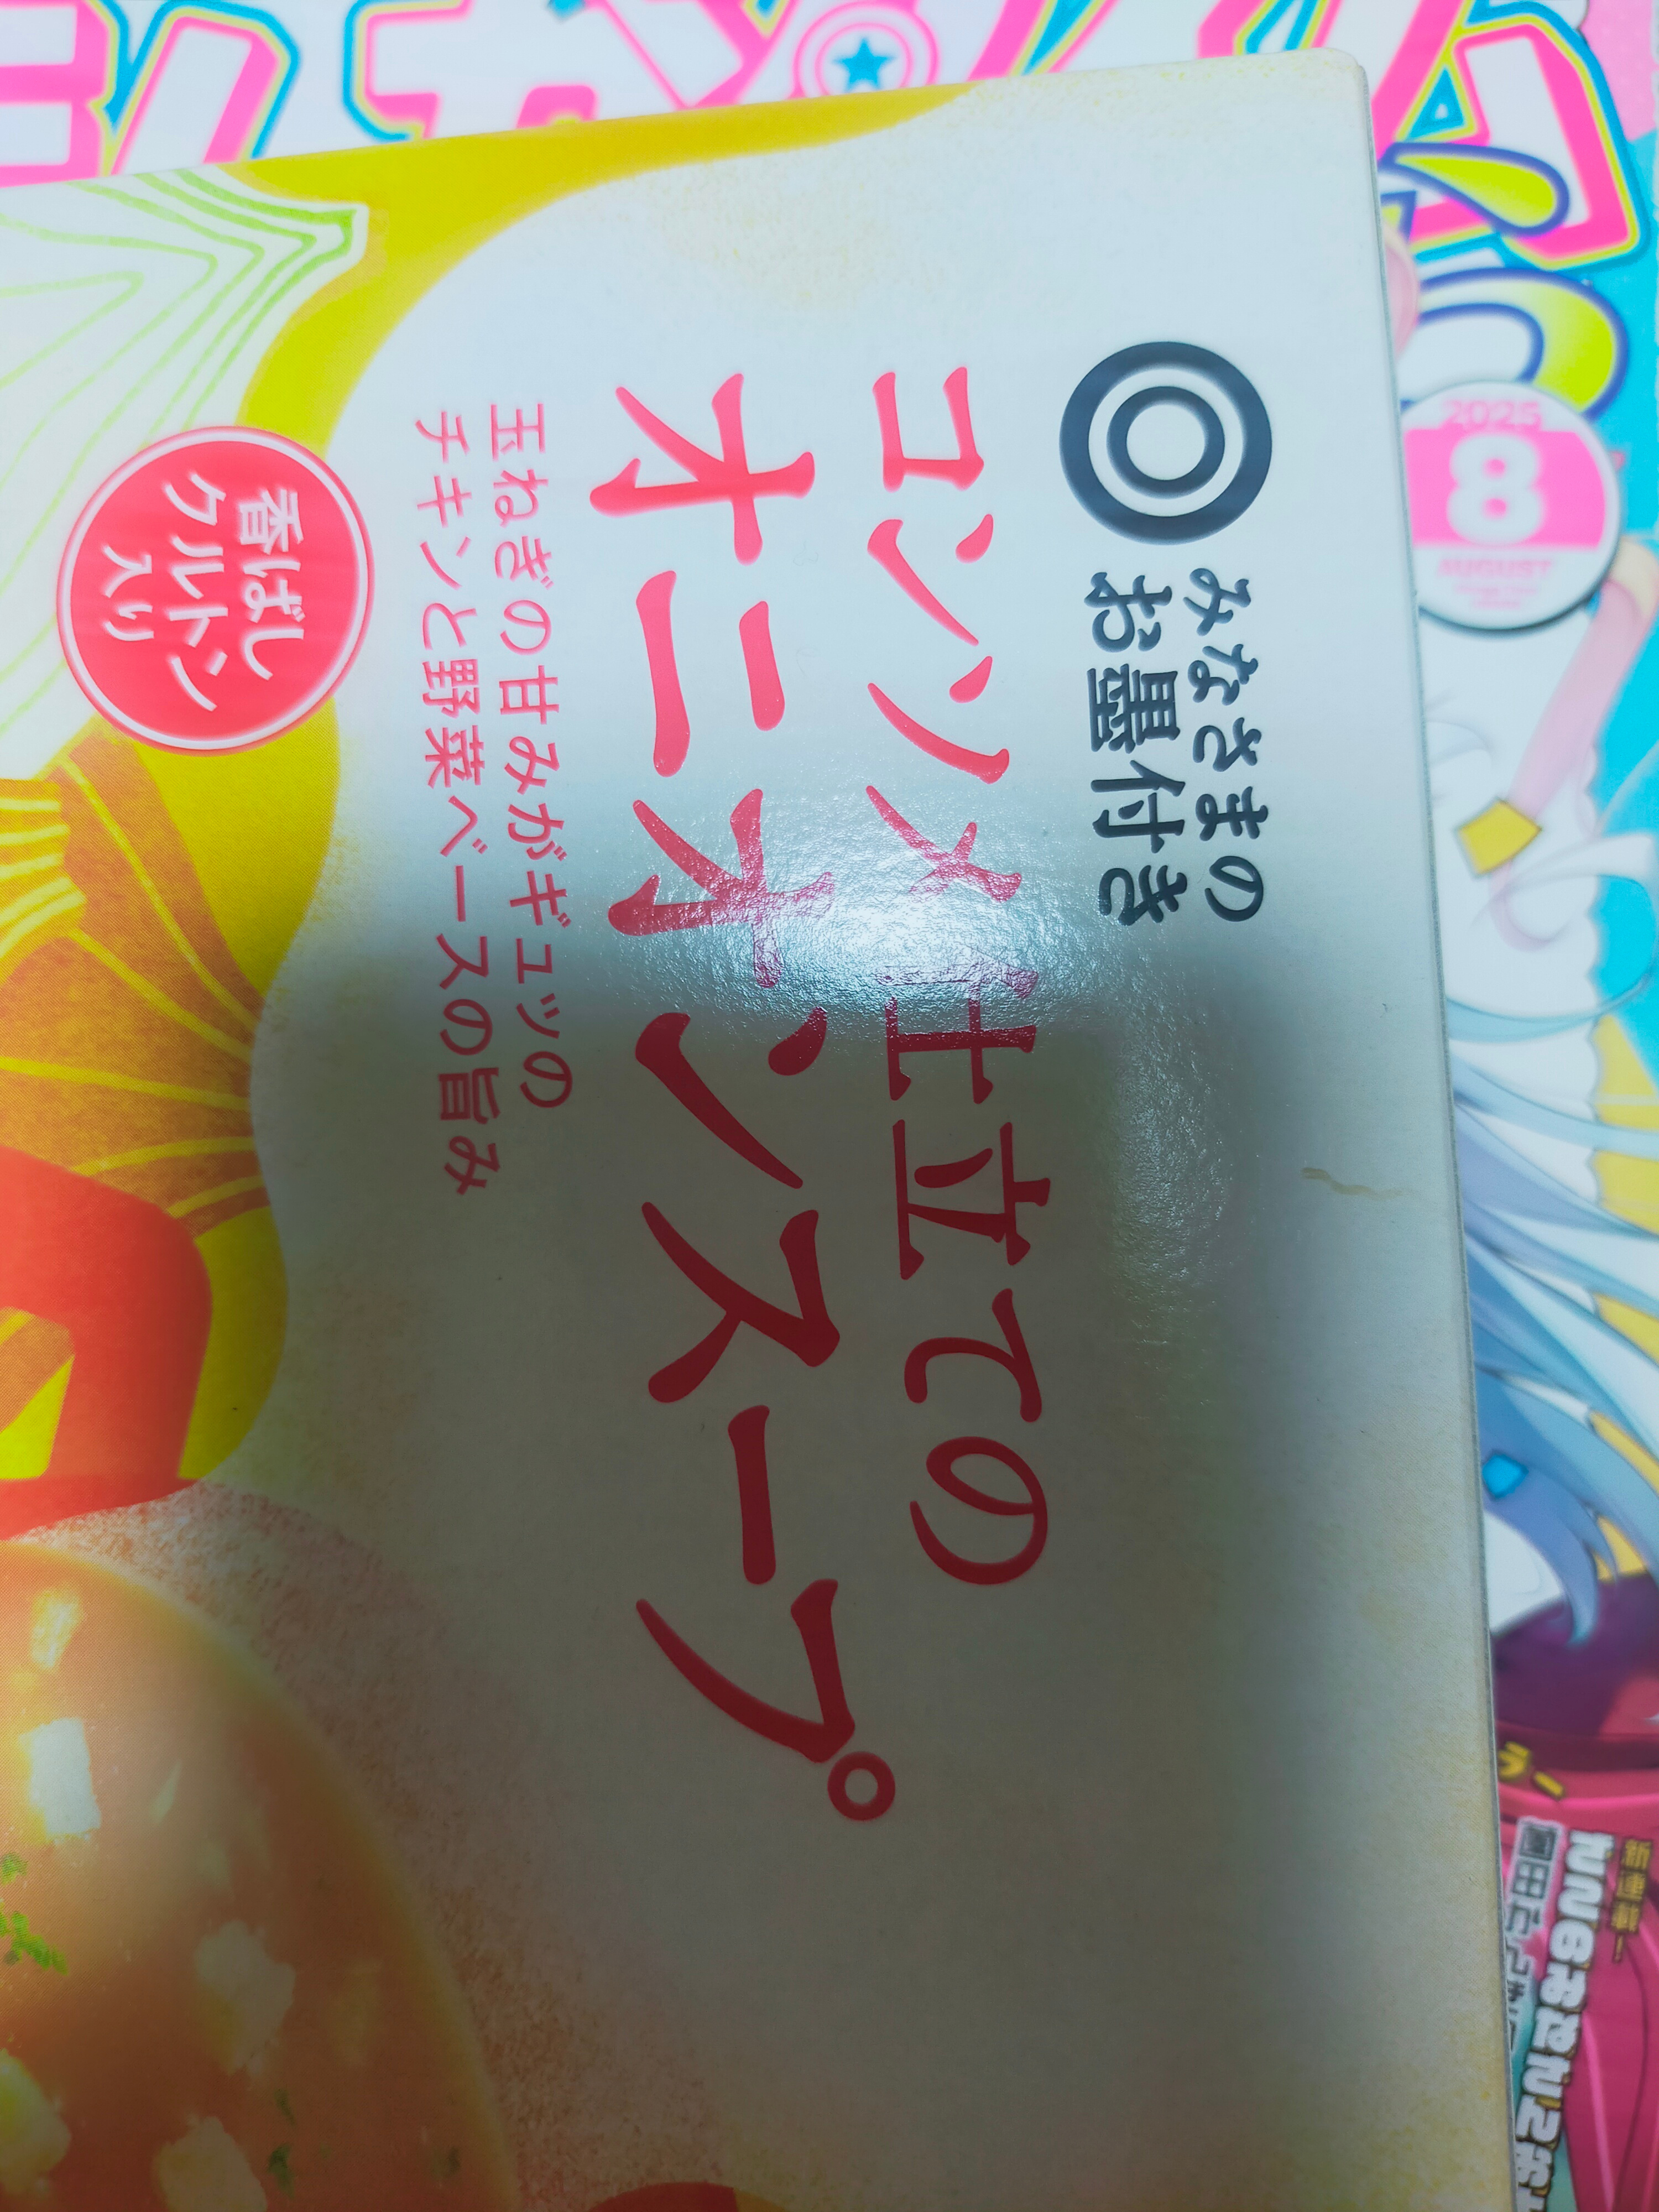 みなさまの
お墨付き
コンソメ仕立ての
オニオンスープ。
玉ねぎの甘みがギュッの
チキンと野菜ベースの旨み
香ばし
クルトン
入り
2025
8
AUGUST
ラー
新連載!